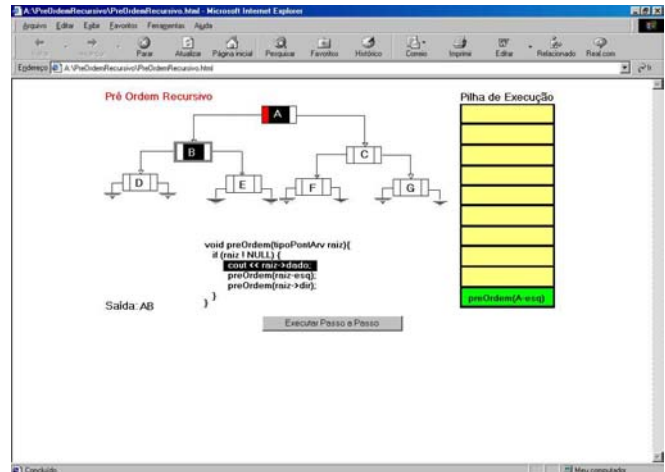 A:\PreOrdemRecursivo\PreOrdemRecursivo.html - Microsoft Internet Explorer
Arquivo Editar Exibir Favoritos Ferramentas Ajuda
Parar Atualizar Página inicial Pesquisar Favoritos Histórico Correio Imprimir Editar Relacionado Real.com
Endereço A:\PreOrdemRecursivo\PreOrdemRecursivo.html
Pré Ordem Recursivo
Pilha de Execução
A
B
C
D
E
F
G
void preOrdem(tipoPontArv raiz){
if (raiz ! NULL) {
cout << raiz->dado;
preOrdem(raiz-esq);
preOrdem(raiz->dir);
}
}
Saída: AB
preOrdem(A-esq)
Executar Passo a Passo
Concluído
Meu computador